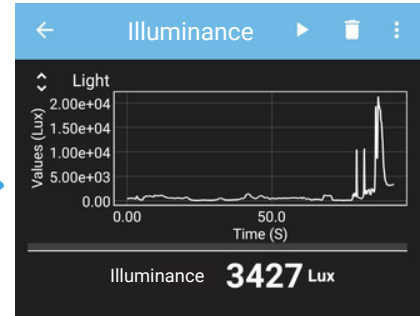 Illuminance
Light
Values (Lux)
2.00e+04
1.50e+04
1.00e+04
5.00e+03
0.00
0.00 50.0
Time (S)
Illuminance 3427 Lux